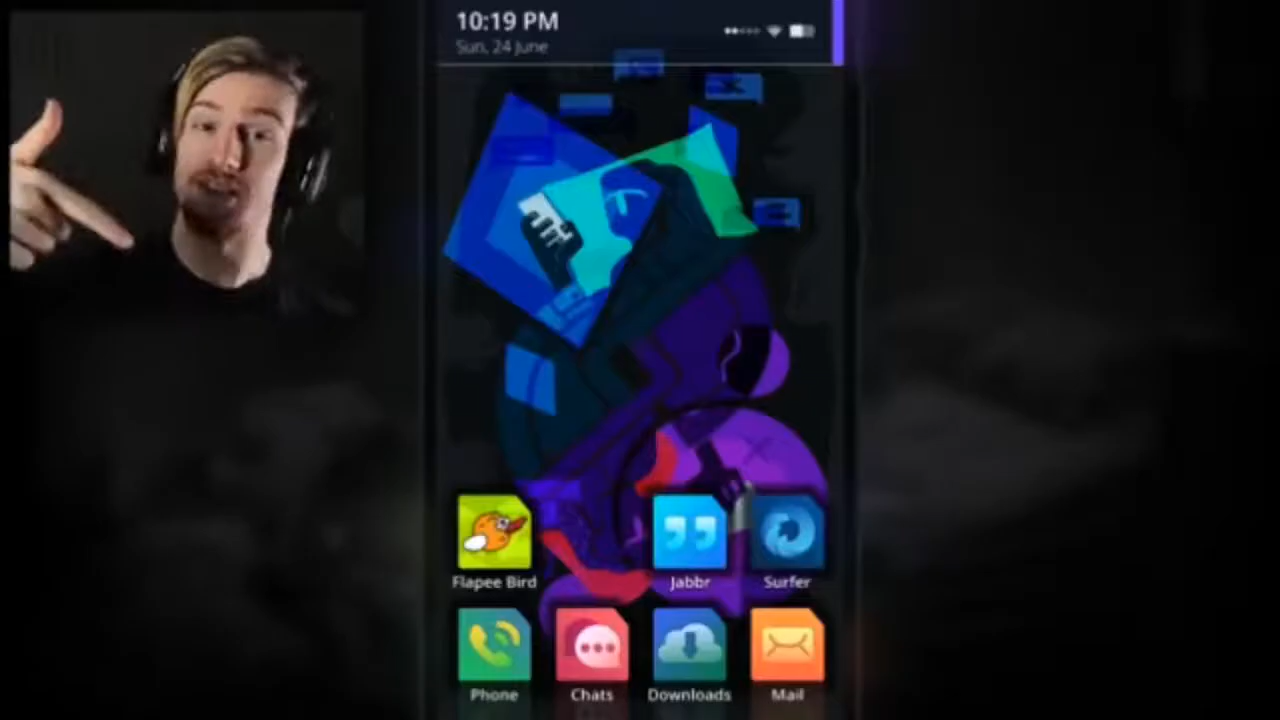 10:19 PM
Sun, 24 June
Flapee Bird
Jabbr
Surfer
Phone
Chats
Downloads
Mail